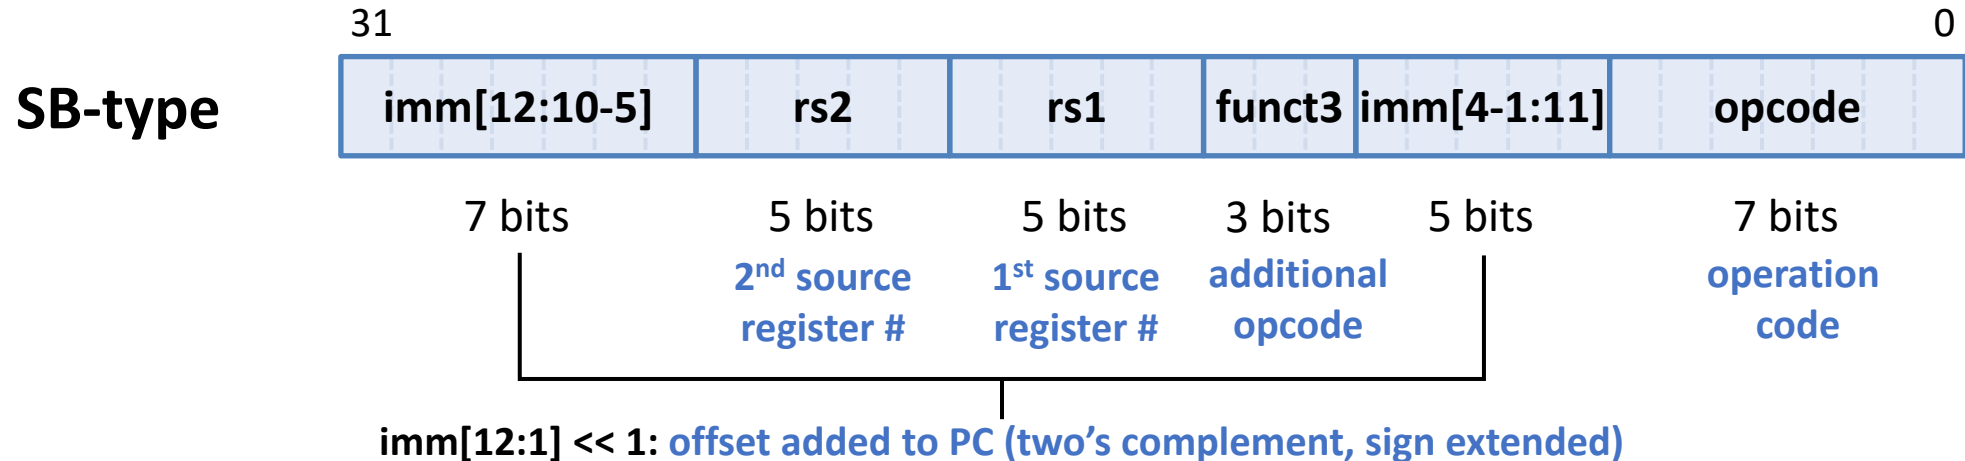 31 0
SB-type imm[12:10-5] rs2 rs1 funct3 imm[4-1:11] opcode
7 bits 5 bits 5 bits 3 bits 5 bits 7 bits
2nd source 1st source additional operation
register # register # opcode code
imm[12:1] << 1: offset added to PC (two’s complement, sign extended)